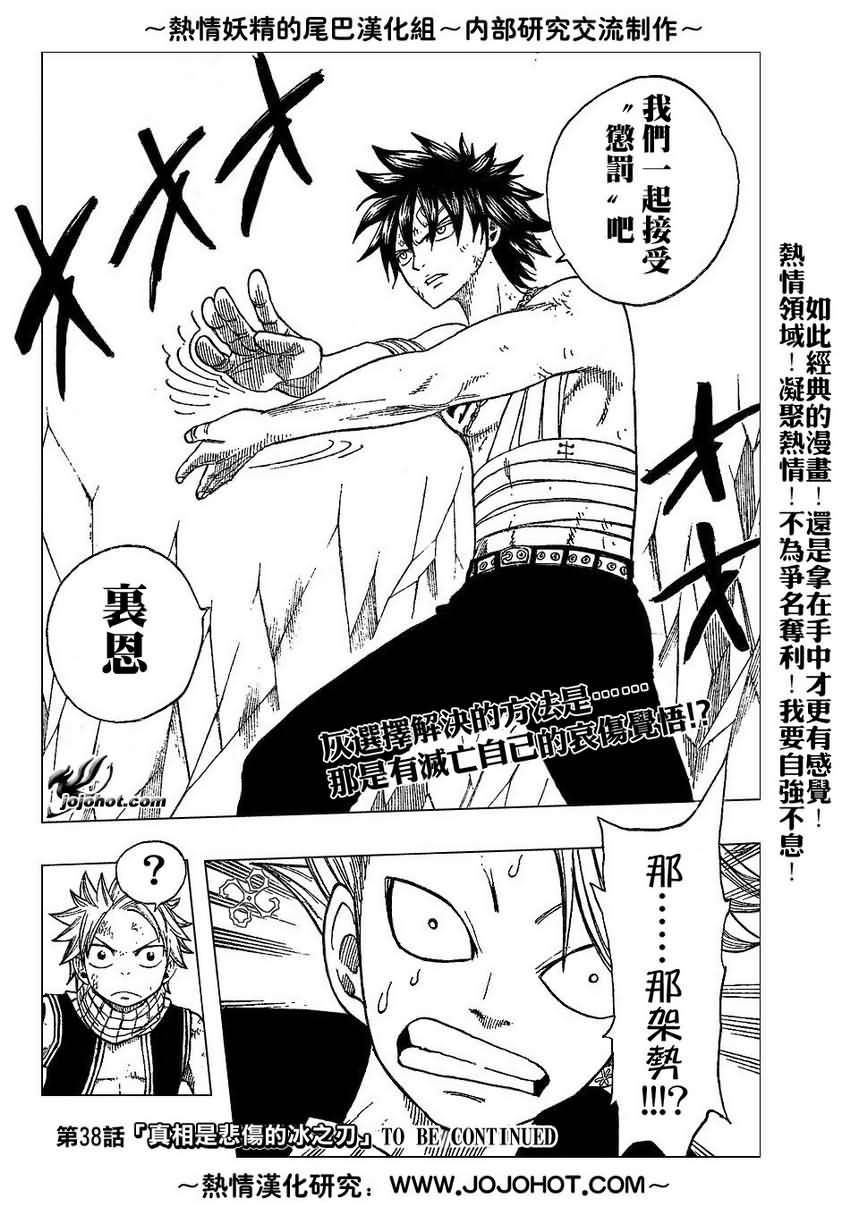 ～熱情妖精的尾巴漢化組～内部研究交流制作～
我們一起接受
〝懲罰〞吧
如此經典的漫畫！還是拿在手中才更有感覺！
熱情領域！凝聚熱情！不為爭名奪利！我要自強不息！
裏恩
灰選擇解決的方法是……
那是有滅亡自己的哀傷覺悟!?
jojohot.com
那……那架勢!!!?
？
第38話「真相是悲傷的冰之刃」TO BE CONTINUED
～熱情漢化研究：WWW.JOJOHOT.COM～